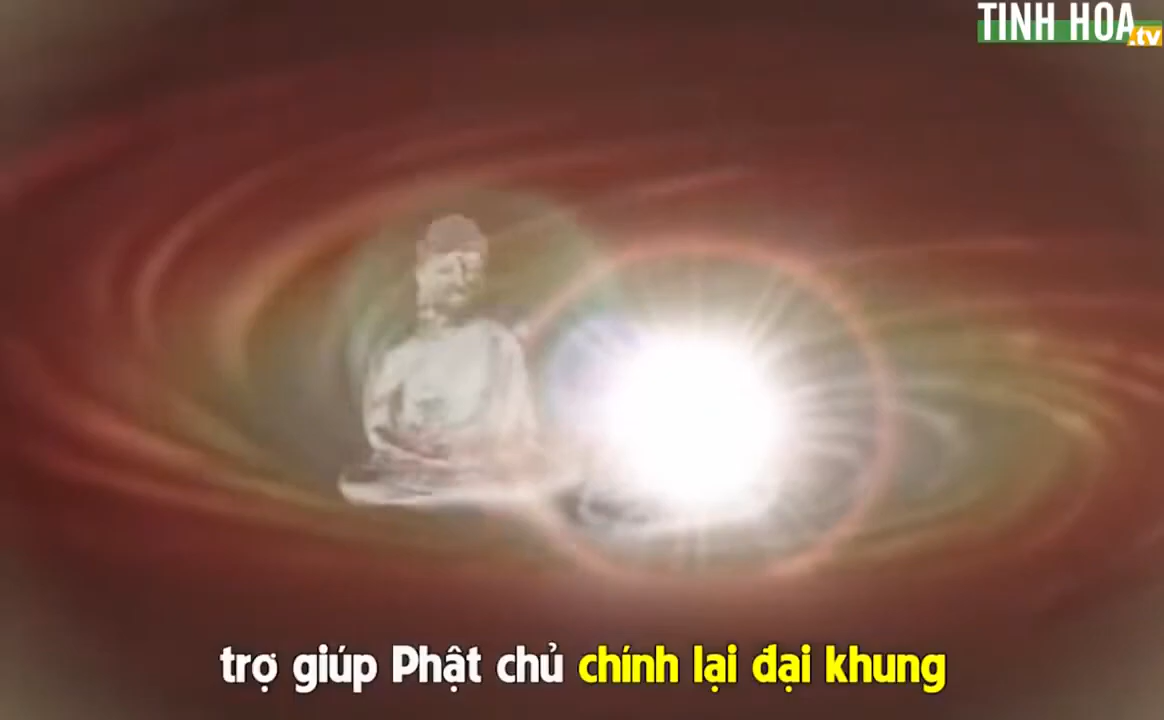 TINH HOA
.tv
trợ giúp Phật chủ chính lại đại khung